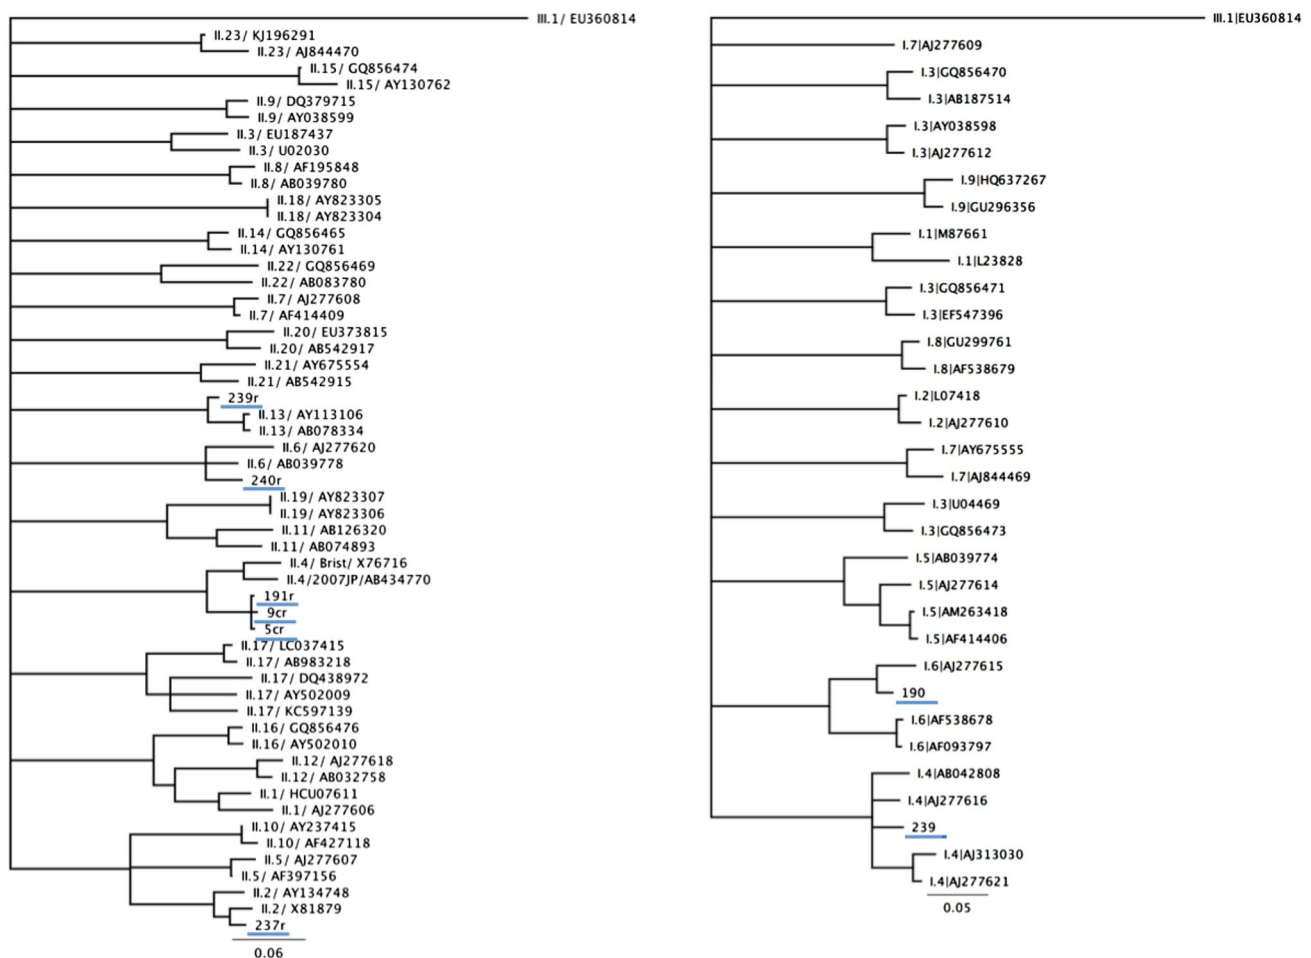 III.1/ EU360814
II.23/ KJ196291
II.23/ AJ844470
II.15/ GQ856474
II.15/ AY130762
II.9/ DQ379715
II.9/ AY038599
II.3/ EU187437
II.3/ U02030
II.8/ AF195848
II.8/ AB039780
II.18/ AY823305
II.18/ AY823304
II.14/ GQ856465
II.14/ AY130761
II.22/ GQ856469
II.22/ AB083780
II.7/ AJ277608
II.7/ AF414409
II.20/ EU373815
II.20/ AB542917
II.21/ AY675554
II.21/ AB542915
239r
II.13/ AY113106
II.13/ AB078334
II.6/ AJ277620
II.6/ AB039778
240r
II.19/ AY823307
II.19/ AY823306
II.11/ AB126320
II.11/ AB074893
II.4/ Brist/ X76716
II.4/2007JP/AB434770
191r
9cr
5cr
II.17/ LC037415
II.17/ AB983218
II.17/ DQ438972
II.17/ AY502009
II.17/ KC597139
II.16/ GQ856476
II.16/ AY502010
II.12/ AJ277618
II.12/ AB032758
II.1/ HCU07611
II.1/ AJ277606
II.10/ AY237415
II.10/ AF427118
II.5/ AJ277607
II.5/ AF397156
II.2/ AY134748
II.2/ X81879
237r
0.06
III.1|EU360814
I.7|AJ277609
I.3|GQ856470
I.3|AB187514
I.3|AY038598
I.3|AJ277612
I.9|HQ637267
I.9|GU296356
I.1|M87661
I.1|L23828
I.3|GQ856471
I.3|EF547396
I.8|GU299761
I.8|AF538679
I.2|L07418
I.2|AJ277610
I.7|AY675555
I.7|AJ844469
I.3|U04469
I.3|GQ856473
I.5|AB039774
I.5|AJ277614
I.5|AM263418
I.5|AF414406
I.6|AJ277615
190
I.6|AF538678
I.6|AF093797
I.4|AB042808
I.4|AJ277616
239
I.4|AJ313030
I.4|AJ277621
0.05